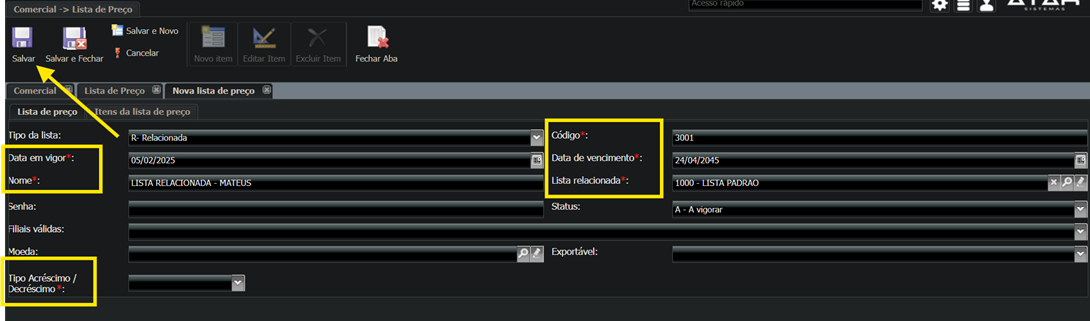 Comercial -> Lista de Preço
Acesso rápido
SISTEMAS
Salvar
Salvar e Fechar
Salvar e Novo
Cancelar
Novo item
Editar Item
Excluir Item
Fechar Aba
Comercial
Lista de Preço
Nova lista de preço
Lista de preço
Itens da lista de preço
Tipo da lista:
R- Relacionada
Código*:
3001
Data em vigor*:
05/02/2025
Data de vencimento*:
24/04/2045
Nome*:
LISTA RELACIONADA - MATEUS
Lista relacionada*:
1000 - LISTA PADRAO
Senha:
Status:
A - A vigorar
Filiais válidas:
Moeda:
Exportável:
Tipo Acréscimo /
Decréscimo*: